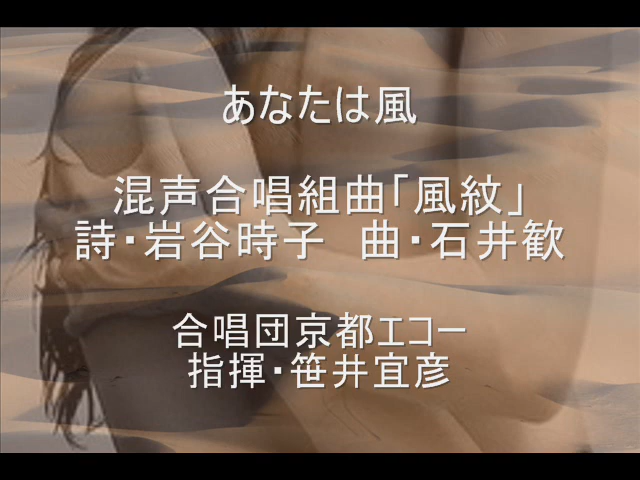 あなたは風
混声合唱組曲「風紋」
詩・岩谷時子　曲・石井歓
合唱団京都エコー
指揮・笹井宜彦